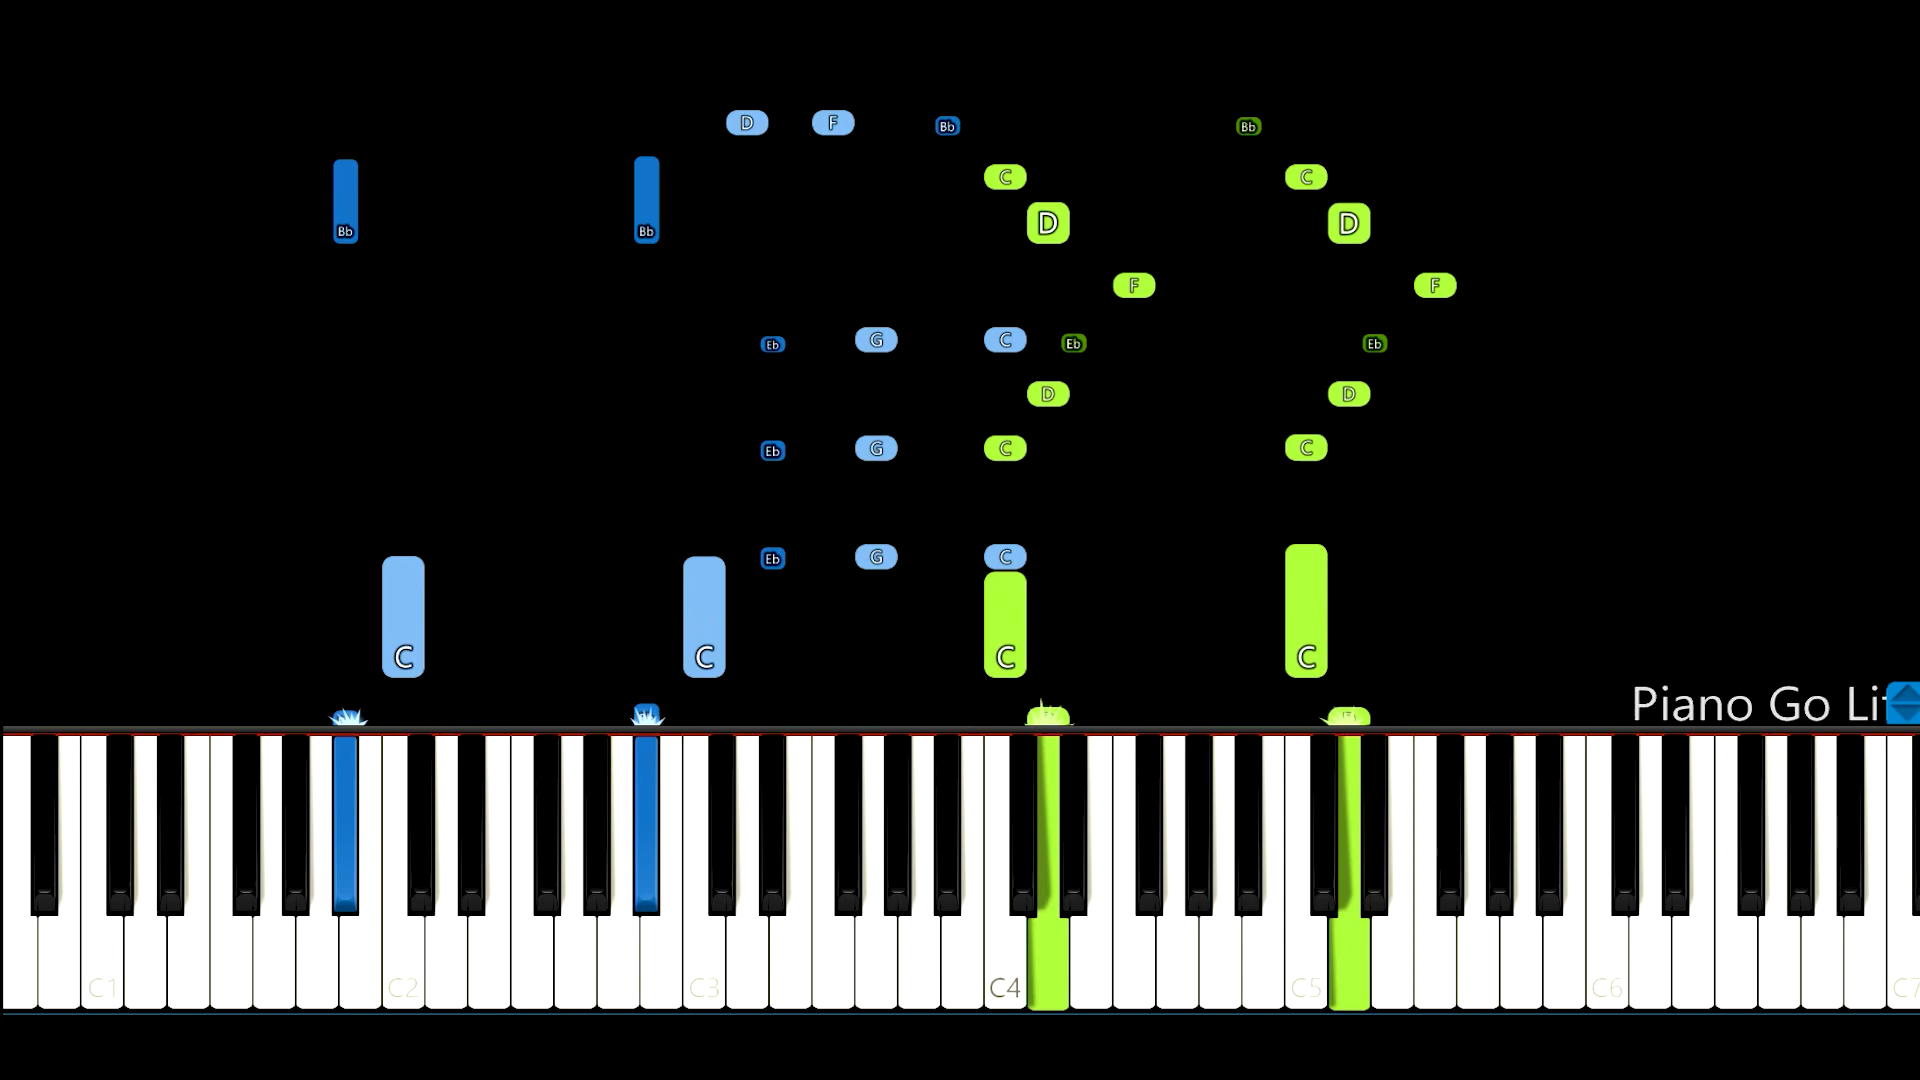 D F Bb Bb
C C
Bb Bb D D
F F
Eb G C Eb Eb
D D
Eb G C C
Eb G C
C C C C
Piano Go Li
C1 C2 C3 C4 C5 C6 C7